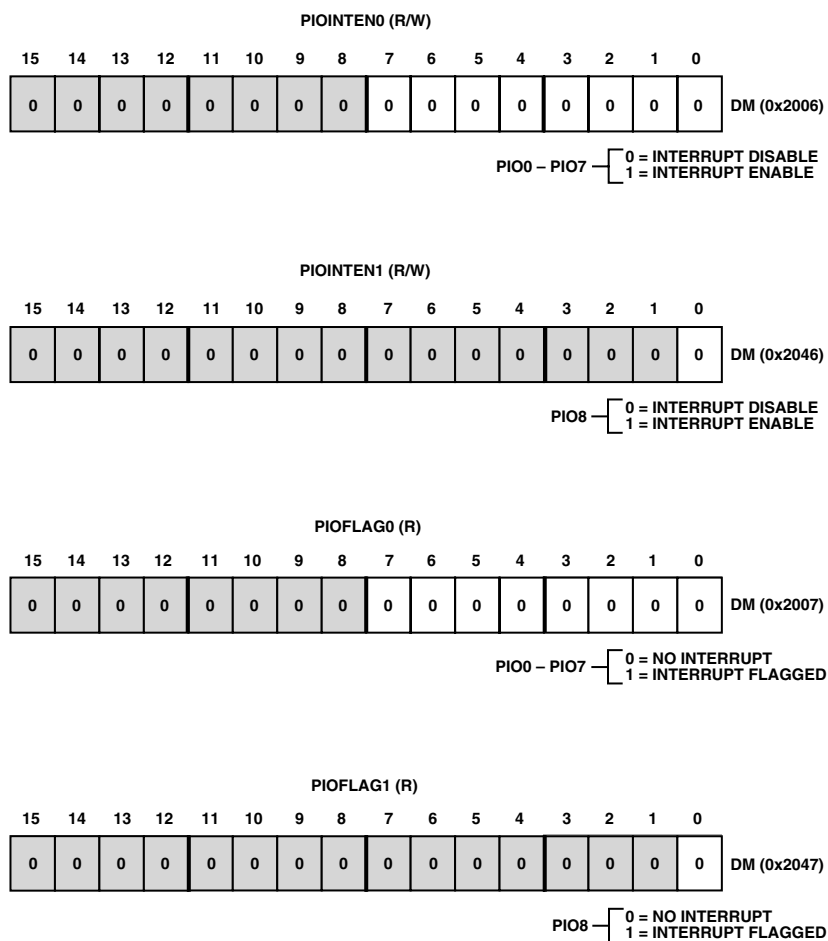 PIOINTEN0 (R/W)
15 14 13 12 11 10 9 8 7 6 5 4 3 2 1 0
0 0 0 0 0 0 0 0 0 0 0 0 0 0 0 0 DM (0x2006)
PIO0 – PIO7 0 = INTERRUPT DISABLE
1 = INTERRUPT ENABLE
PIOINTEN1 (R/W)
15 14 13 12 11 10 9 8 7 6 5 4 3 2 1 0
0 0 0 0 0 0 0 0 0 0 0 0 0 0 0 0 DM (0x2046)
PIO8 0 = INTERRUPT DISABLE
1 = INTERRUPT ENABLE
PIOFLAG0 (R)
15 14 13 12 11 10 9 8 7 6 5 4 3 2 1 0
0 0 0 0 0 0 0 0 0 0 0 0 0 0 0 0 DM (0x2007)
PIO0 – PIO7 0 = NO INTERRUPT
1 = INTERRUPT FLAGGED
PIOFLAG1 (R)
15 14 13 12 11 10 9 8 7 6 5 4 3 2 1 0
0 0 0 0 0 0 0 0 0 0 0 0 0 0 0 0 DM (0x2047)
PIO8 0 = NO INTERRUPT
1 = INTERRUPT FLAGGED